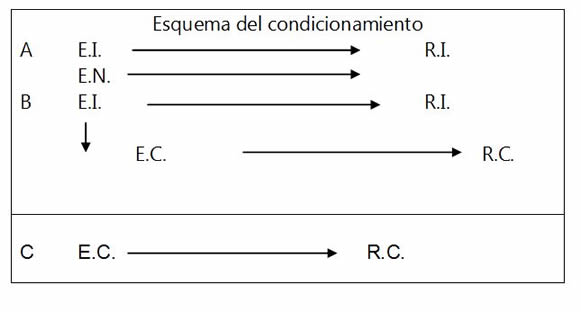 Esquema del condicionamiento
A E.I. R.I.
E.N.
B E.I. R.I.
E.C. R.C.
C E.C. R.C.